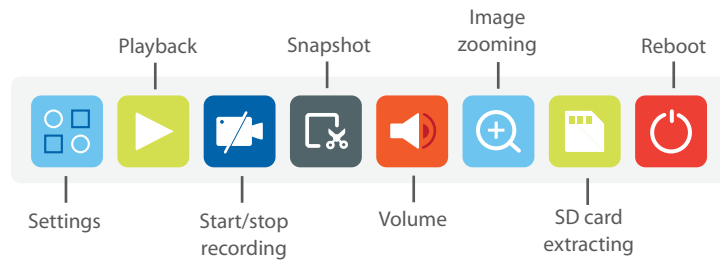 Image
zooming
Playback
Snapshot
Reboot
Settings
Start/stop
recording
Volume
SD card
extracting